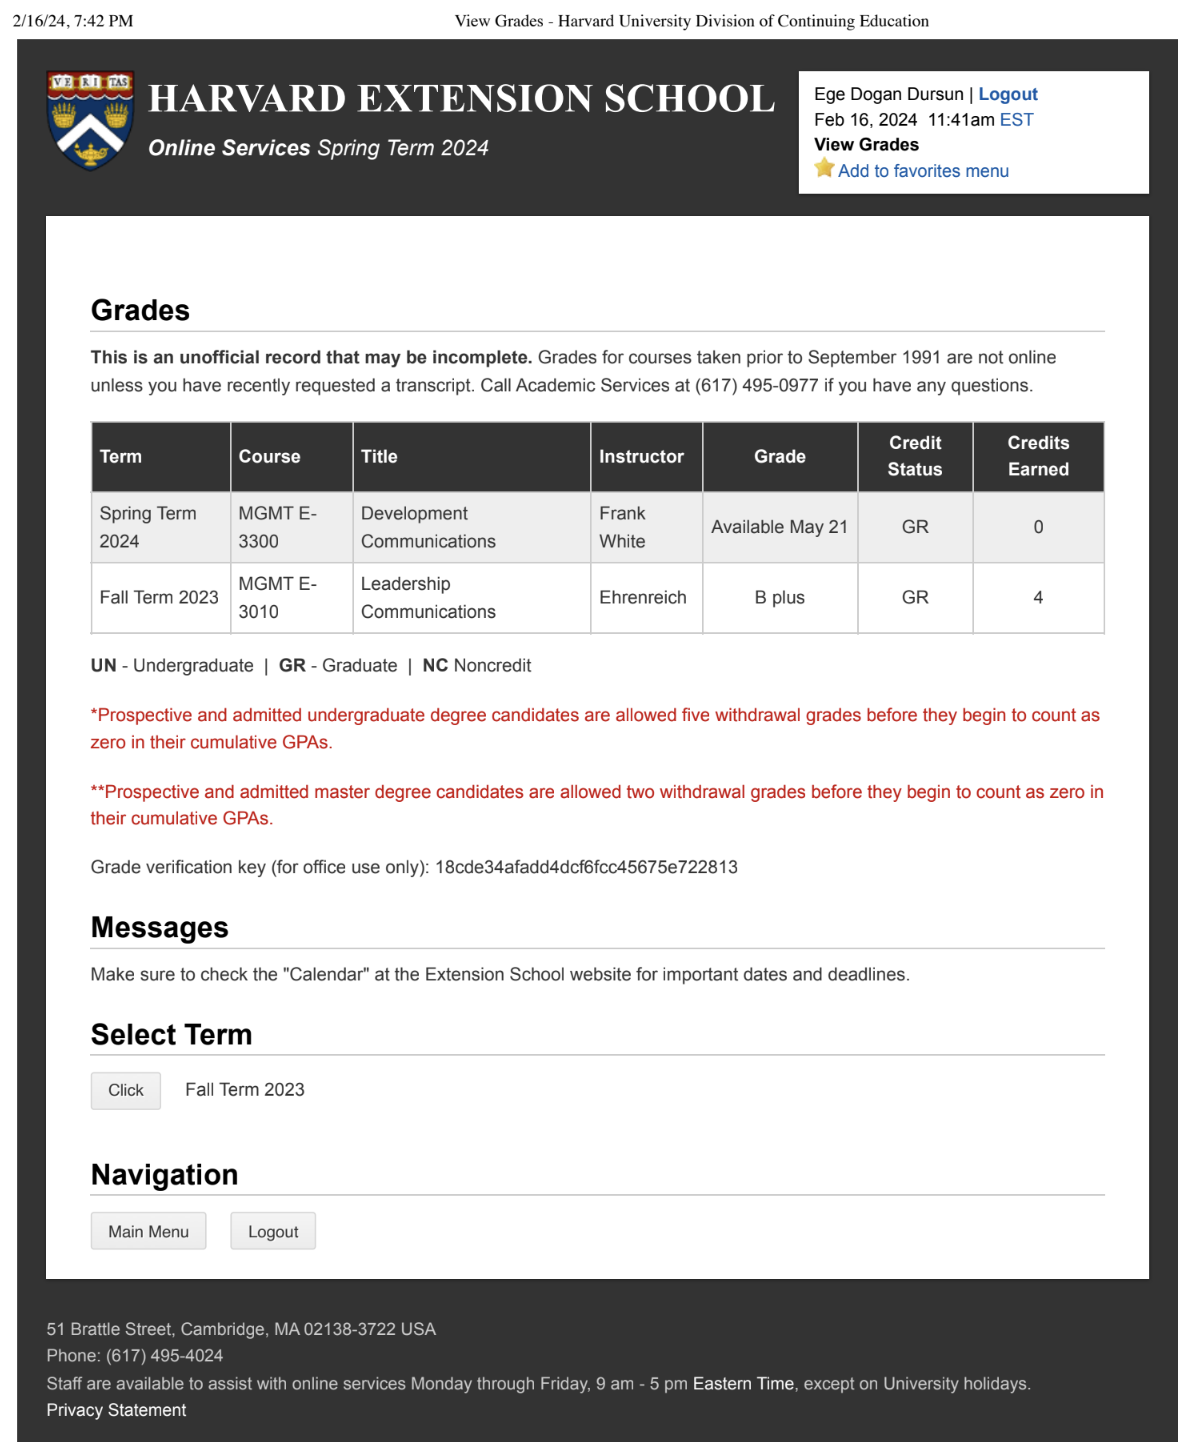 2/16/24, 7:42 PM View Grades - Harvard University Division of Continuing Education
VE RI TAS
HARVARD EXTENSION SCHOOL
Online Services Spring Term 2024
Ege Dogan Dursun | Logout
Feb 16, 2024 11:41am EST
View Grades
Add to favorites menu
Grades
This is an unofficial record that may be incomplete. Grades for courses taken prior to September 1991 are not online
unless you have recently requested a transcript. Call Academic Services at (617) 495-0977 if you have any questions.
Term Course Title Instructor Grade Credit Status Credits Earned
Spring Term 2024 MGMT E-3300 Development Communications Frank White Available May 21 GR 0
Fall Term 2023 MGMT E-3010 Leadership Communications Ehrenreich B plus GR 4
UN - Undergraduate | GR - Graduate | NC Noncredit
*Prospective and admitted undergraduate degree candidates are allowed five withdrawal grades before they begin to count as
zero in their cumulative GPAs.
**Prospective and admitted master degree candidates are allowed two withdrawal grades before they begin to count as zero in
their cumulative GPAs.
Grade verification key (for office use only): 18cde34afadd4dcf6fcc45675e722813
Messages
Make sure to check the "Calendar" at the Extension School website for important dates and deadlines.
Select Term
Click Fall Term 2023
Navigation
Main Menu Logout
51 Brattle Street, Cambridge, MA 02138-3722 USA
Phone: (617) 495-4024
Staff are available to assist with online services Monday through Friday, 9 am - 5 pm Eastern Time, except on University holidays.
Privacy Statement